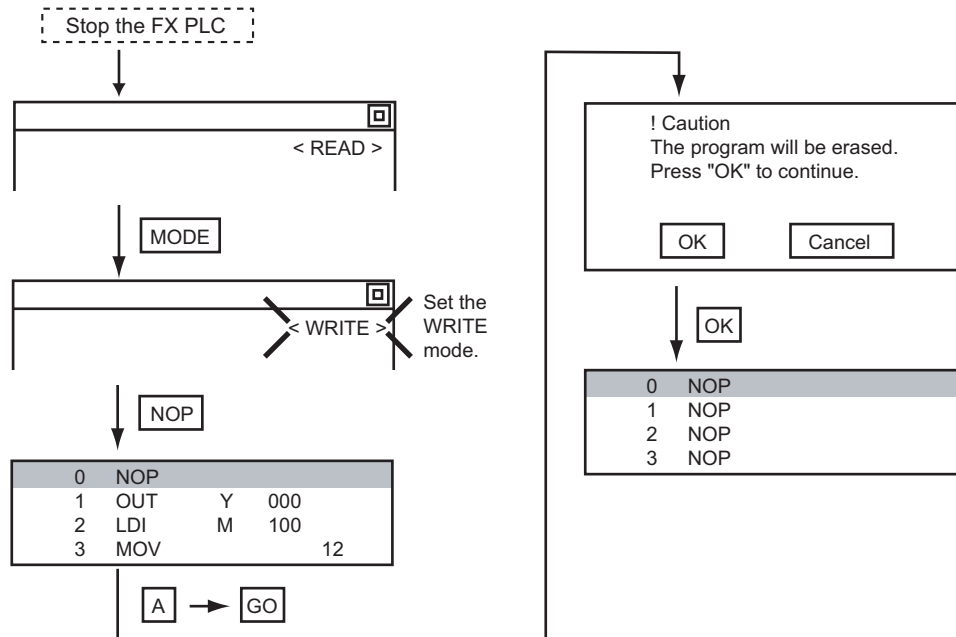 Stop the FX PLC
< READ >
MODE
< WRITE >
Set the
WRITE
mode.
NOP
0 NOP
1 OUT Y 000
2 LDI M 100
3 MOV 12
A GO
! Caution
The program will be erased.
Press "OK" to continue.
OK Cancel
OK
0 NOP
1 NOP
2 NOP
3 NOP